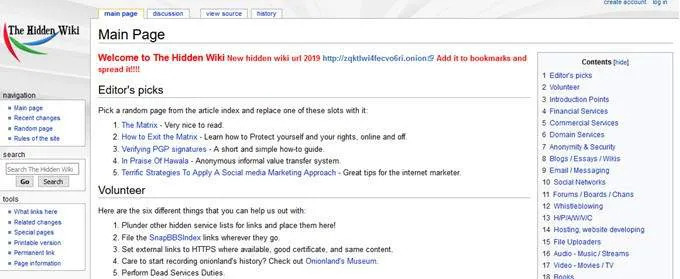 create account log in
main page discussion view source history
The Hidden Wiki
Main Page
Welcome to The Hidden Wiki New hidden wiki url 2019 http://zqktlwi4fecvo6ri.onion Add it to bookmarks and
spread it!!!!
Editor's picks
Pick a random page from the article index and replace one of these slots with it:
1. The Matrix - Very nice to read.
2. How to Exit the Matrix - Learn how to Protect yourself and your rights, online and off.
3. Verifying PGP signatures - A short and simple how-to guide.
4. In Praise Of Hawala - Anonymous informal value transfer system.
5. Terrific Strategies To Apply A Social media Marketing Approach - Great tips for the internet marketer.
Volunteer
Here are the six different things that you can help us out with:
1. Plunder other hidden service lists for links and place them here!
2. File the SnapBBSIndex links wherever they go.
3. Set external links to HTTPS where available, good certificate, and same content.
4. Care to start recording onionland's history? Check out Onionland's Museum.
5. Perform Dead Services Duties.
navigation
Main page
Recent changes
Random page
Rules of the site
search
Search The Hidden Wiki
Go Search
tools
What links here
Related changes
Special pages
Printable version
Permanent link
Page information
Contents [hide]
1 Editor's picks
2 Volunteer
3 Introduction Points
4 Financial Services
5 Commercial Services
6 Domain Services
7 Anonymity & Security
8 Blogs / Essays / Wikis
9 Email / Messaging
10 Social Networks
11 Forums / Boards / Chans
12 Whistleblowing
13 H/P/A/W/V/C
14 Hosting, website developing
15 File Uploaders
16 Audio - Music / Streams
17 Video - Movies / TV
18 Books